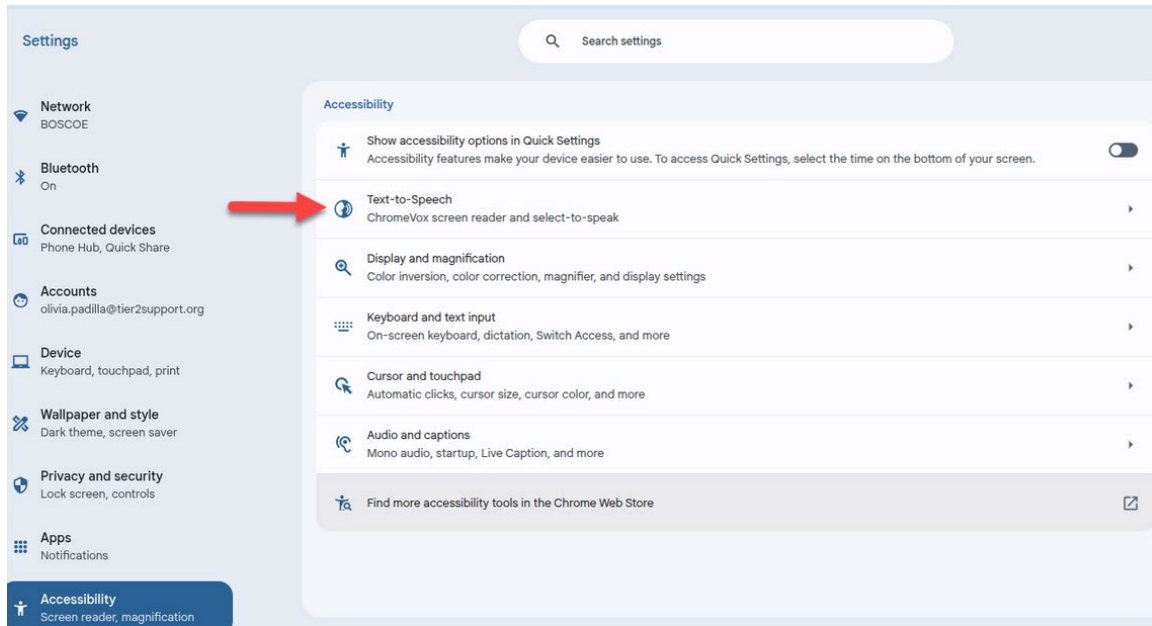 Settings
Search settings
Network
BOSCOE
Bluetooth
On
Connected devices
Phone Hub, Quick Share
Accounts
olivia.padilla@tier2support.org
Device
Keyboard, touchpad, print
Wallpaper and style
Dark theme, screen saver
Privacy and security
Lock screen, controls
Apps
Notifications
Accessibility
Screen reader, magnification
Accessibility
Show accessibility options in Quick Settings
Accessibility features make your device easier to use. To access Quick Settings, select the time on the bottom of your screen.
Text-to-Speech
ChromeVox screen reader and select-to-speak
Display and magnification
Color inversion, color correction, magnifier, and display settings
Keyboard and text input
On-screen keyboard, dictation, Switch Access, and more
Cursor and touchpad
Automatic clicks, cursor size, cursor color, and more
Audio and captions
Mono audio, startup, Live Caption, and more
Find more accessibility tools in the Chrome Web Store